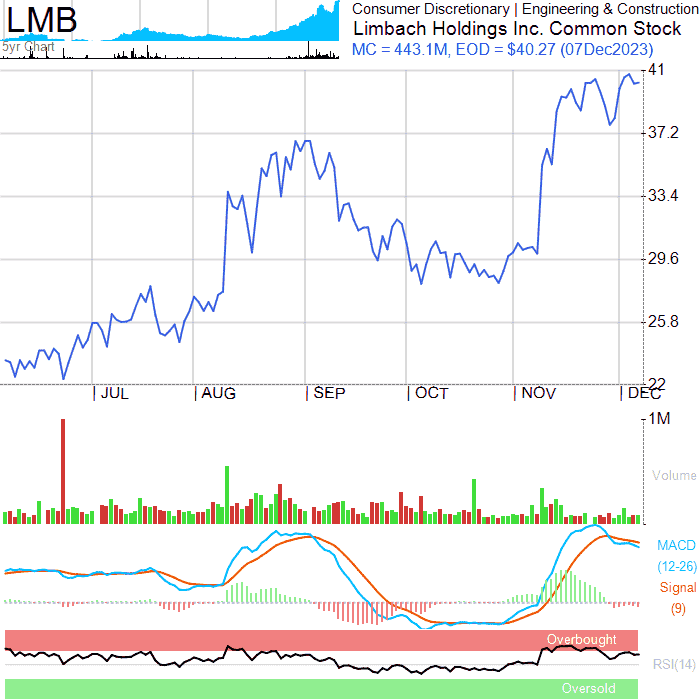 LMB
5yr Chart
Consumer Discretionary | Engineering & Construction
Limbach Holdings Inc. Common Stock
MC = 443.1M, EOD = $40.27 (07Dec2023)
41
37.2
33.4
29.6
25.8
22
JUL
AUG
SEP
OCT
NOV
DEC
1M
Volume
MACD
(12-26)
Signal
(9)
Overbought
RSI(14)
Oversold